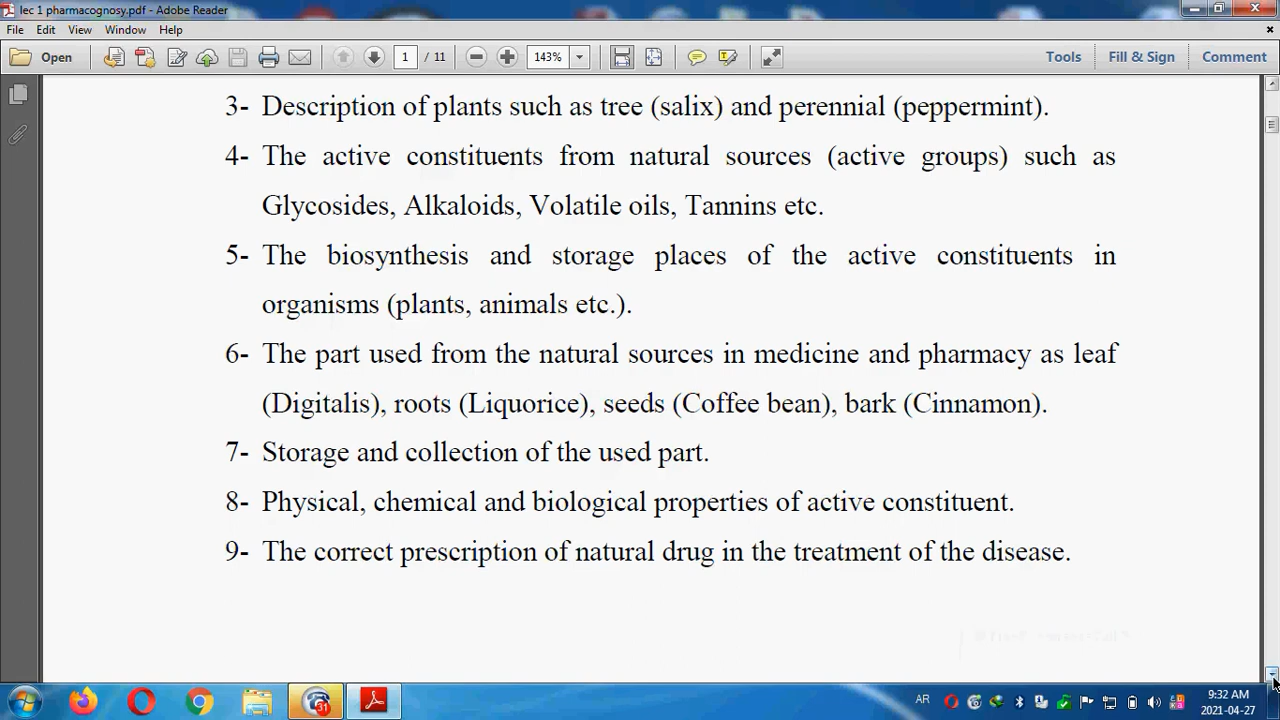 lec 1 pharmacognosy.pdf - Adobe Reader
File Edit View Window Help
Open 1 / 11 143% Tools Fill & Sign Comment
3- Description of plants such as tree (salix) and perennial (peppermint).
4- The active constituents from natural sources (active groups) such as
Glycosides, Alkaloids, Volatile oils, Tannins etc.
5- The biosynthesis and storage places of the active constituents in
organisms (plants, animals etc.).
6- The part used from the natural sources in medicine and pharmacy as leaf
(Digitalis), roots (Liquorice), seeds (Coffee bean), bark (Cinnamon).
7- Storage and collection of the used part.
8- Physical, chemical and biological properties of active constituent.
9- The correct prescription of natural drug in the treatment of the disease.
31 AR 9:32 AM
2021-04-27